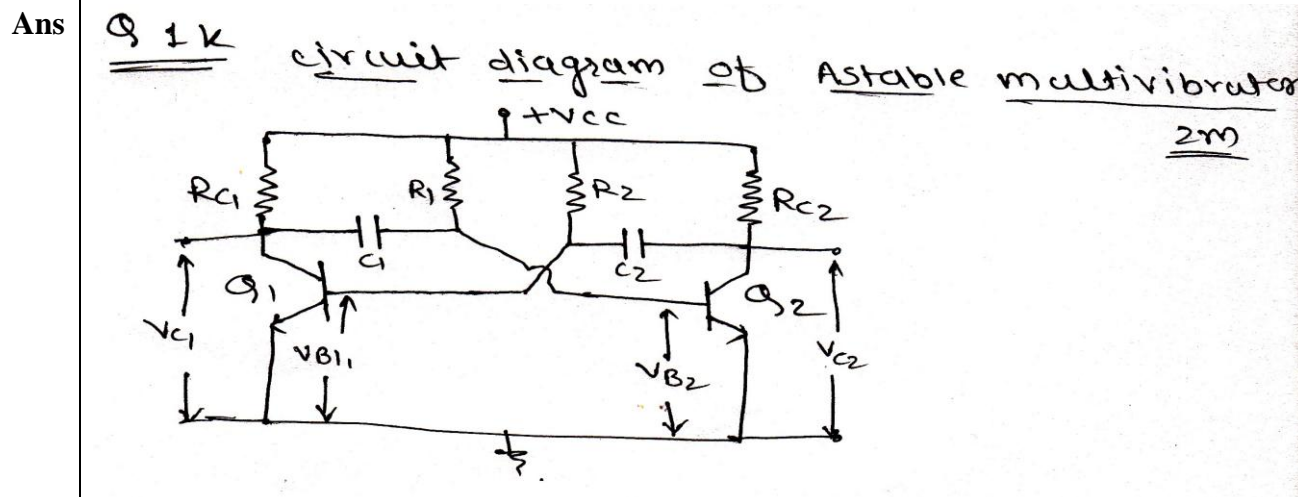 Ans
Q 1 K
circuit diagram of Astable multivibrator
2m
+VCC
RC1
R1
R2
RC2
C1
C2
Q1
Q2
VC1
VB1,
VB2
VC2